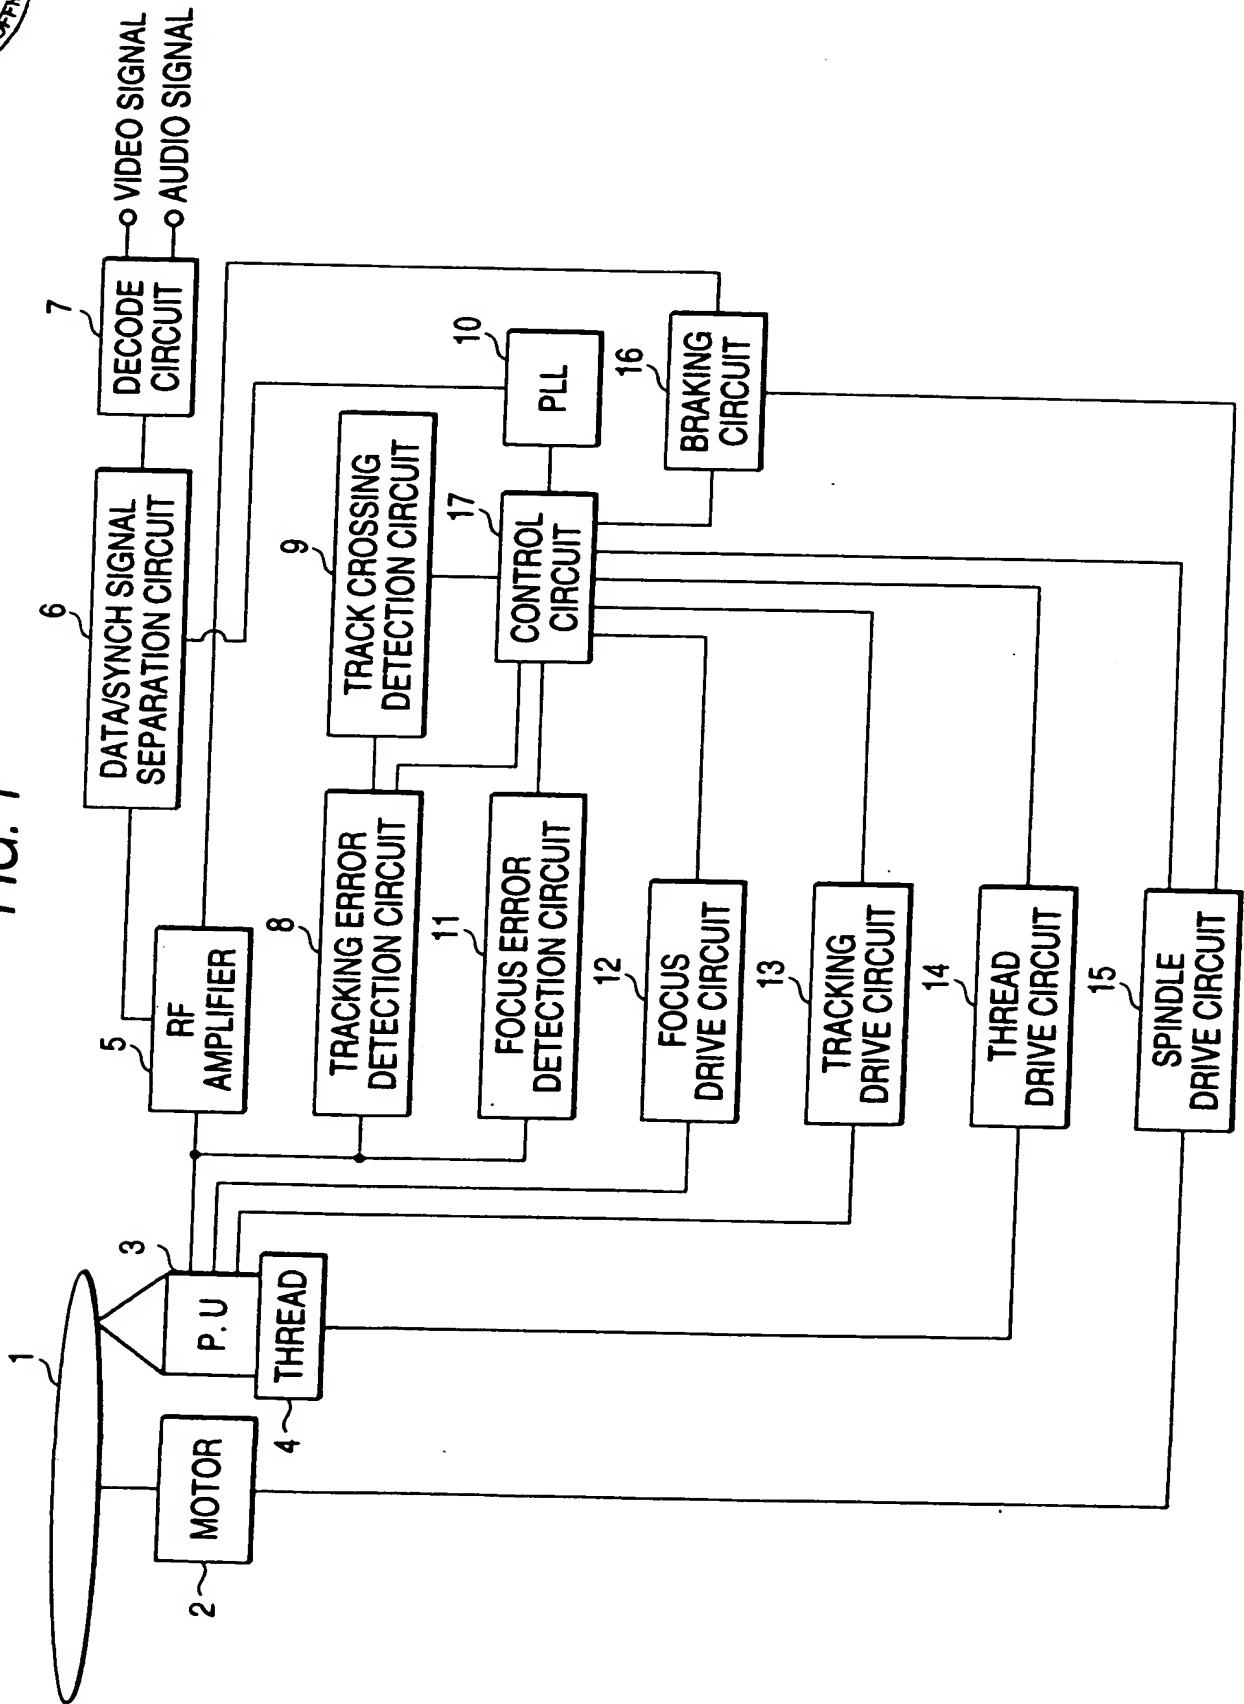 FIG. 1
1
2
MOTOR
3
P.U
4
THREAD
5
RF
AMPLIFIER
6
DATA/SYNCH SIGNAL
SEPARATION CIRCUIT
7
DECODE
CIRCUIT
VIDEO SIGNAL
AUDIO SIGNAL
8
TRACKING ERROR
DETECTION CIRCUIT
9
TRACK CROSSING
DETECTION CIRCUIT
10
PLL
11
FOCUS ERROR
DETECTION CIRCUIT
17
CONTROL
CIRCUIT
16
BRAKING
CIRCUIT
12
FOCUS
DRIVE CIRCUIT
13
TRACKING
DRIVE CIRCUIT
14
THREAD
DRIVE CIRCUIT
15
SPINDLE
DRIVE CIRCUIT